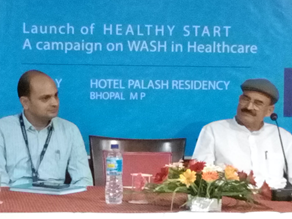 Launch of HEALTHY START
A campaign on WASH in Healthcare
Y HOTEL PALASH RESIDENCY
BHOPAL M P